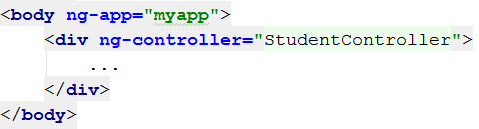 <body ng-app="myapp">
<div ng-controller="StudentController">
...
</div>
</body>